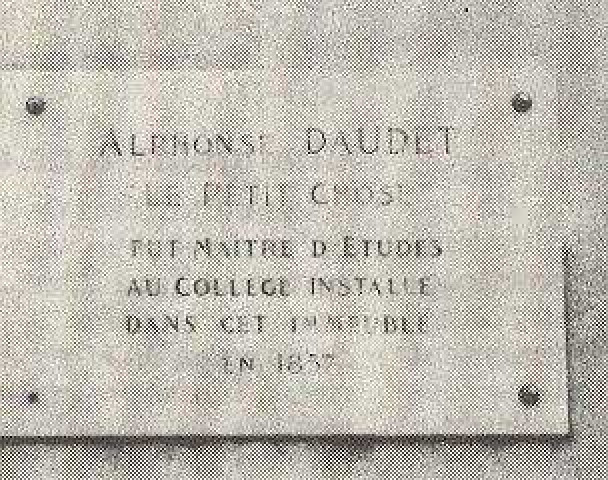 ALPHONSE DAUDET
LE PETIT CHOSE
FUT MAITRE D'ETUDES
AU COLLEGE INSTALLE
DANS CET IMMEUBLE
EN 1857